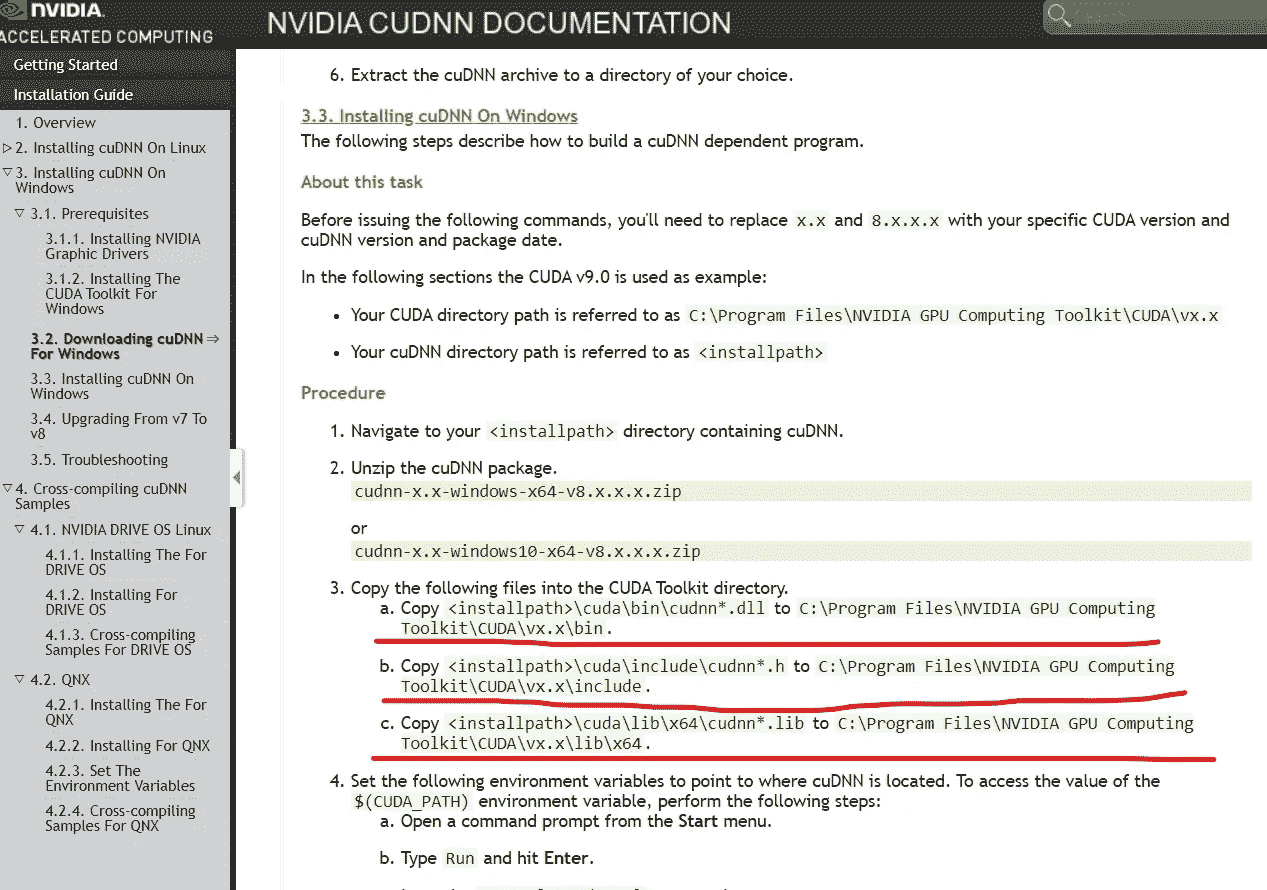 NVIDIA.
ACCELERATED COMPUTING
NVIDIA CUDNN DOCUMENTATION
Getting Started
Installation Guide
1. Overview
2. Installing cuDNN On Linux
3. Installing cuDNN On
Windows
3.1. Prerequisites
3.1.1. Installing NVIDIA
Graphic Drivers
3.1.2. Installing The
CUDA Toolkit For
Windows
3.2. Downloading cuDNN ⇒
For Windows
3.3. Installing cuDNN On
Windows
3.4. Upgrading From v7 To
v8
3.5. Troubleshooting
4. Cross-compiling cuDNN
Samples
4.1. NVIDIA DRIVE OS Linux
4.1.1. Installing The For
DRIVE OS
4.1.2. Installing For
DRIVE OS
4.1.3. Cross-compiling
Samples For DRIVE OS
4.2. QNX
4.2.1. Installing The For
QNX
4.2.2. Installing For QNX
4.2.3. Set The
Environment Variables
4.2.4. Cross-compiling
Samples For QNX
6. Extract the cuDNN archive to a directory of your choice.
3.3. Installing cuDNN On Windows
The following steps describe how to build a cuDNN dependent program.
About this task
Before issuing the following commands, you'll need to replace x.x and 8.x.x.x with your specific CUDA version and
cuDNN version and package date.
In the following sections the CUDA v9.0 is used as example:
• Your CUDA directory path is referred to as C:\Program Files\NVIDIA GPU Computing Toolkit\CUDA\vx.x
• Your cuDNN directory path is referred to as <installpath>
Procedure
1. Navigate to your <installpath> directory containing cuDNN.
2. Unzip the cuDNN package.
cudnn-x.x-windows-x64-v8.x.x.x.zip
or
cudnn-x.x-windows10-x64-v8.x.x.x.zip
3. Copy the following files into the CUDA Toolkit directory.
a. Copy <installpath>\cuda\bin\cudnn*.dll to C:\Program Files\NVIDIA GPU Computing
Toolkit\CUDA\vx.x\bin.
b. Copy <installpath>\cuda\include\cudnn*.h to C:\Program Files\NVIDIA GPU Computing
Toolkit\CUDA\vx.x\include.
c. Copy <installpath>\cuda\lib\x64\cudnn*.lib to C:\Program Files\NVIDIA GPU Computing
Toolkit\CUDA\vx.x\lib\x64.
4. Set the following environment variables to point to where cuDNN is located. To access the value of the
$(CUDA_PATH) environment variable, perform the following steps:
a. Open a command prompt from the Start menu.
b. Type Run and hit Enter.